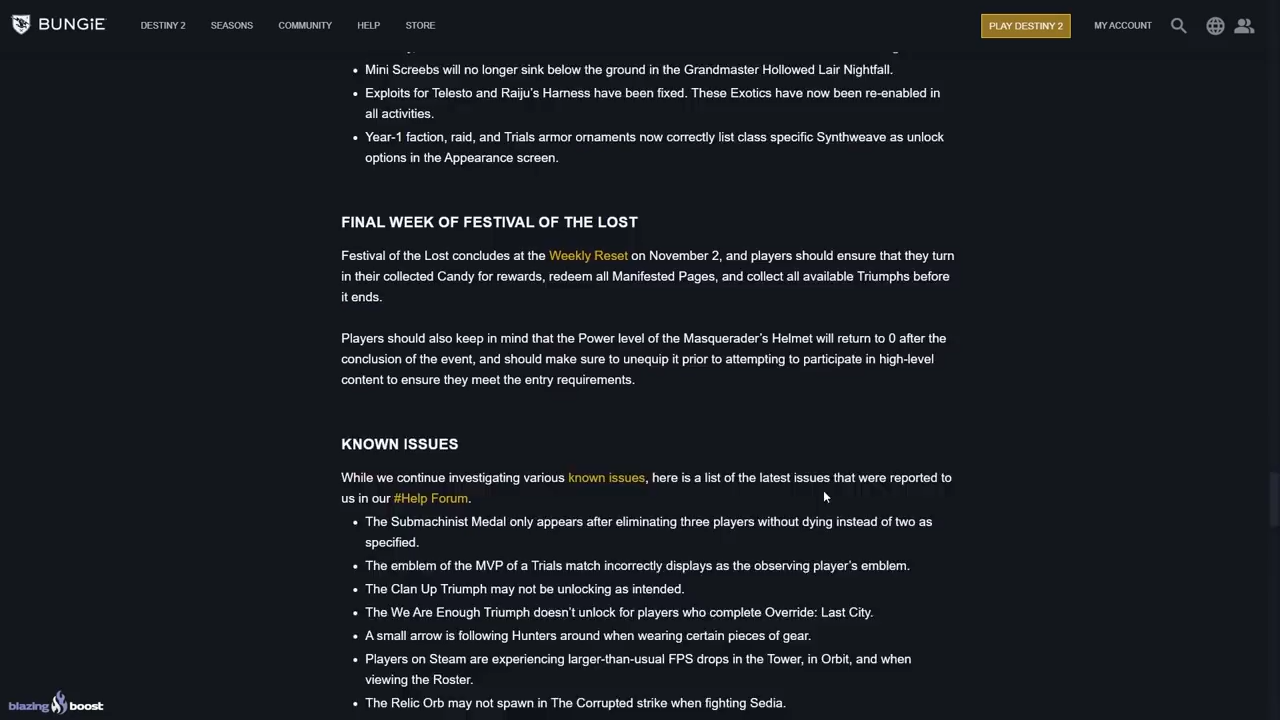 BUNGiE
DESTINY 2
SEASONS
COMMUNITY
HELP
STORE
PLAY DESTINY 2
MY ACCOUNT
• Mini Screebs will no longer sink below the ground in the Grandmaster Hollowed Lair Nightfall.
• Exploits for Telesto and Raiju's Harness have been fixed. These Exotics have now been re-enabled in
all activities.
• Year-1 faction, raid, and Trials armor ornaments now correctly list class specific Synthweave as unlock
options in the Appearance screen.
FINAL WEEK OF FESTIVAL OF THE LOST
Festival of the Lost concludes at the Weekly Reset on November 2, and players should ensure that they turn
in their collected Candy for rewards, redeem all Manifested Pages, and collect all available Triumphs before
it ends.
Players should also keep in mind that the Power level of the Masquerader's Helmet will return to 0 after the
conclusion of the event, and should make sure to unequip it prior to attempting to participate in high-level
content to ensure they meet the entry requirements.
KNOWN ISSUES
While we continue investigating various known issues, here is a list of the latest issues that were reported to
us in our #Help Forum.
• The Submachinist Medal only appears after eliminating three players without dying instead of two as
specified.
• The emblem of the MVP of a Trials match incorrectly displays as the observing player's emblem.
• The Clan Up Triumph may not be unlocking as intended.
• The We Are Enough Triumph doesn't unlock for players who complete Override: Last City.
• A small arrow is following Hunters around when wearing certain pieces of gear.
• Players on Steam are experiencing larger-than-usual FPS drops in the Tower, in Orbit, and when
viewing the Roster.
• The Relic Orb may not spawn in The Corrupted strike when fighting Sedia.
blazing boost